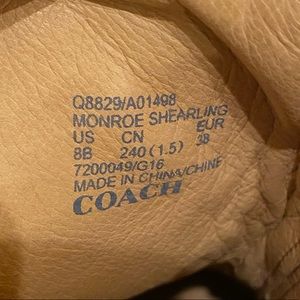 Q8829/A01498
MONROE SHEARLING
US CN EUR
8B 240(1.5) 38
7200049/G16
MADE IN CHINA/CHINE
COACH